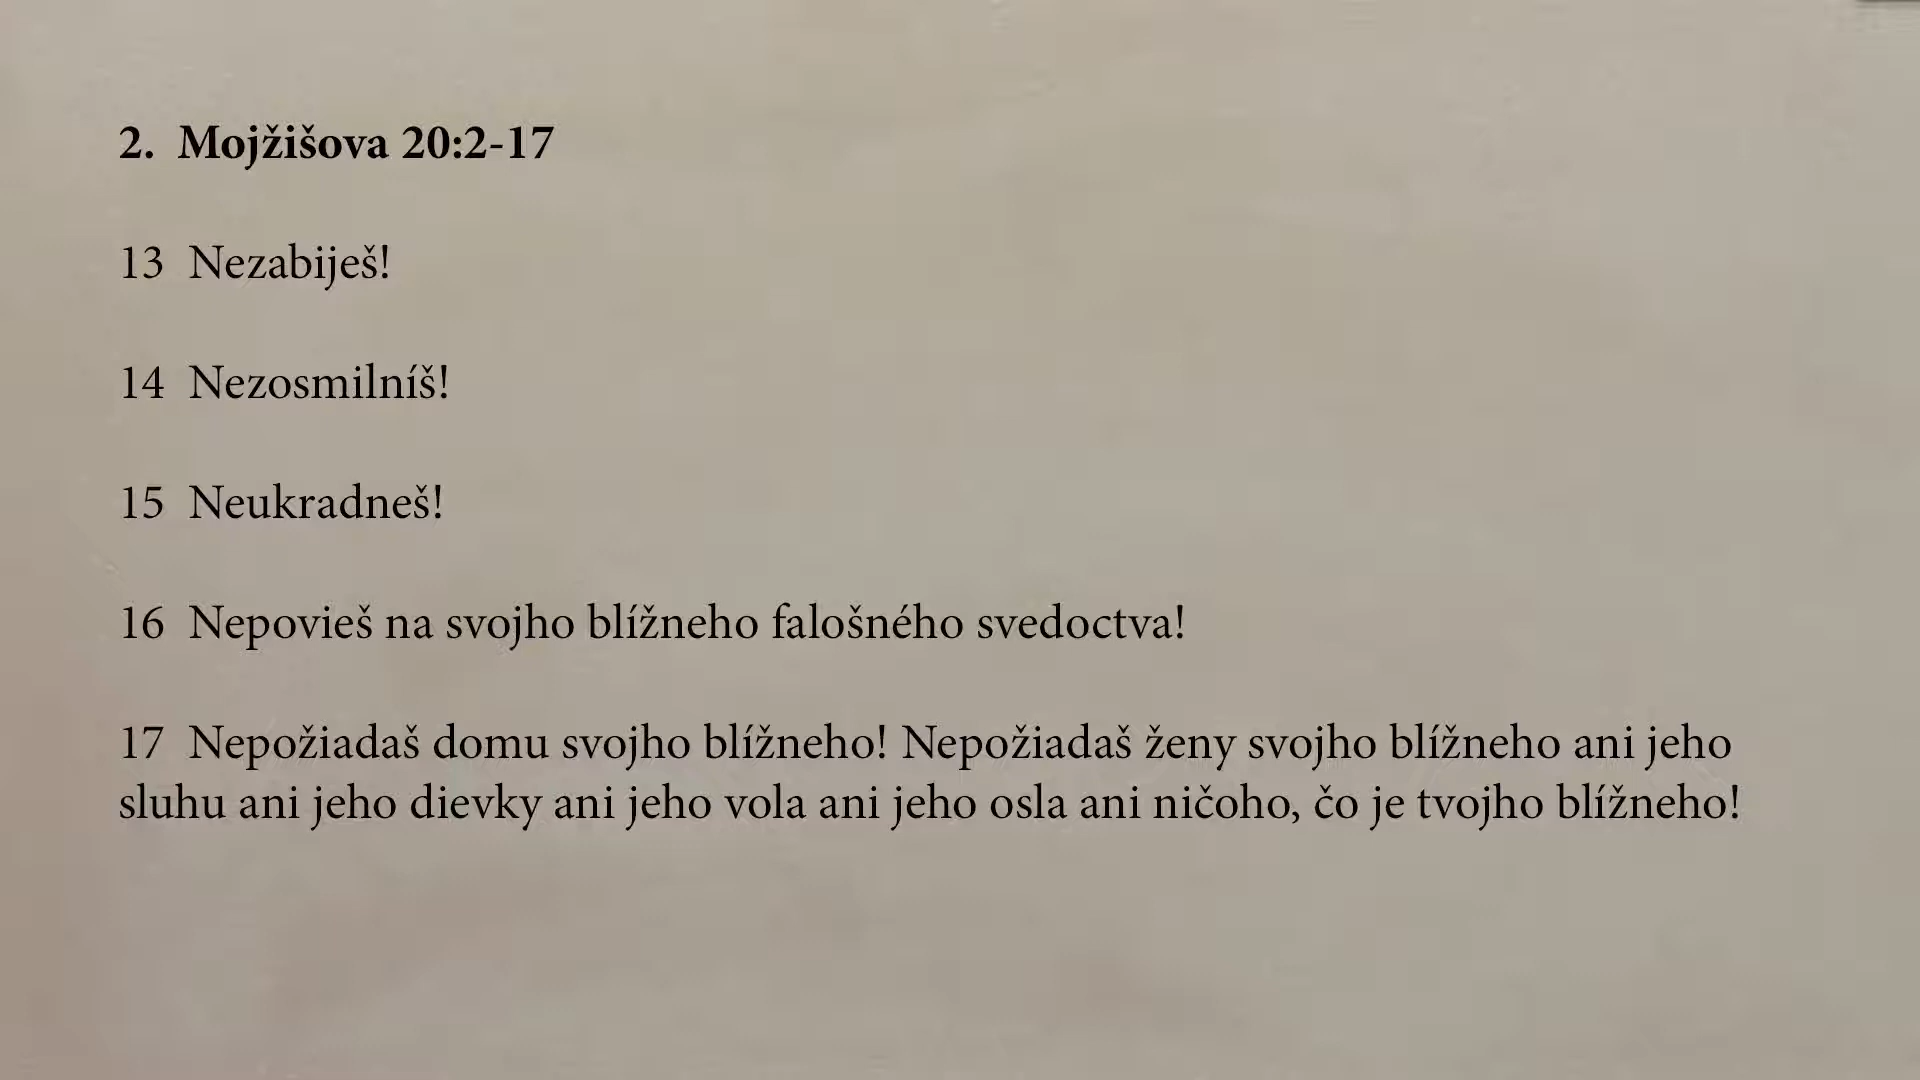 2. Mojžišova 20:2-17
13 Nezabiješ!
14 Nezosmilníš!
15 Neukradneš!
16 Nepovieš na svojho blížneho falošného svedoctva!
17 Nepožiadaš domu svojho blížneho! Nepožiadaš ženy svojho blížneho ani jeho
sluhu ani jeho dievky ani jeho vola ani jeho osla ani ničoho, čo je tvojho blížneho!